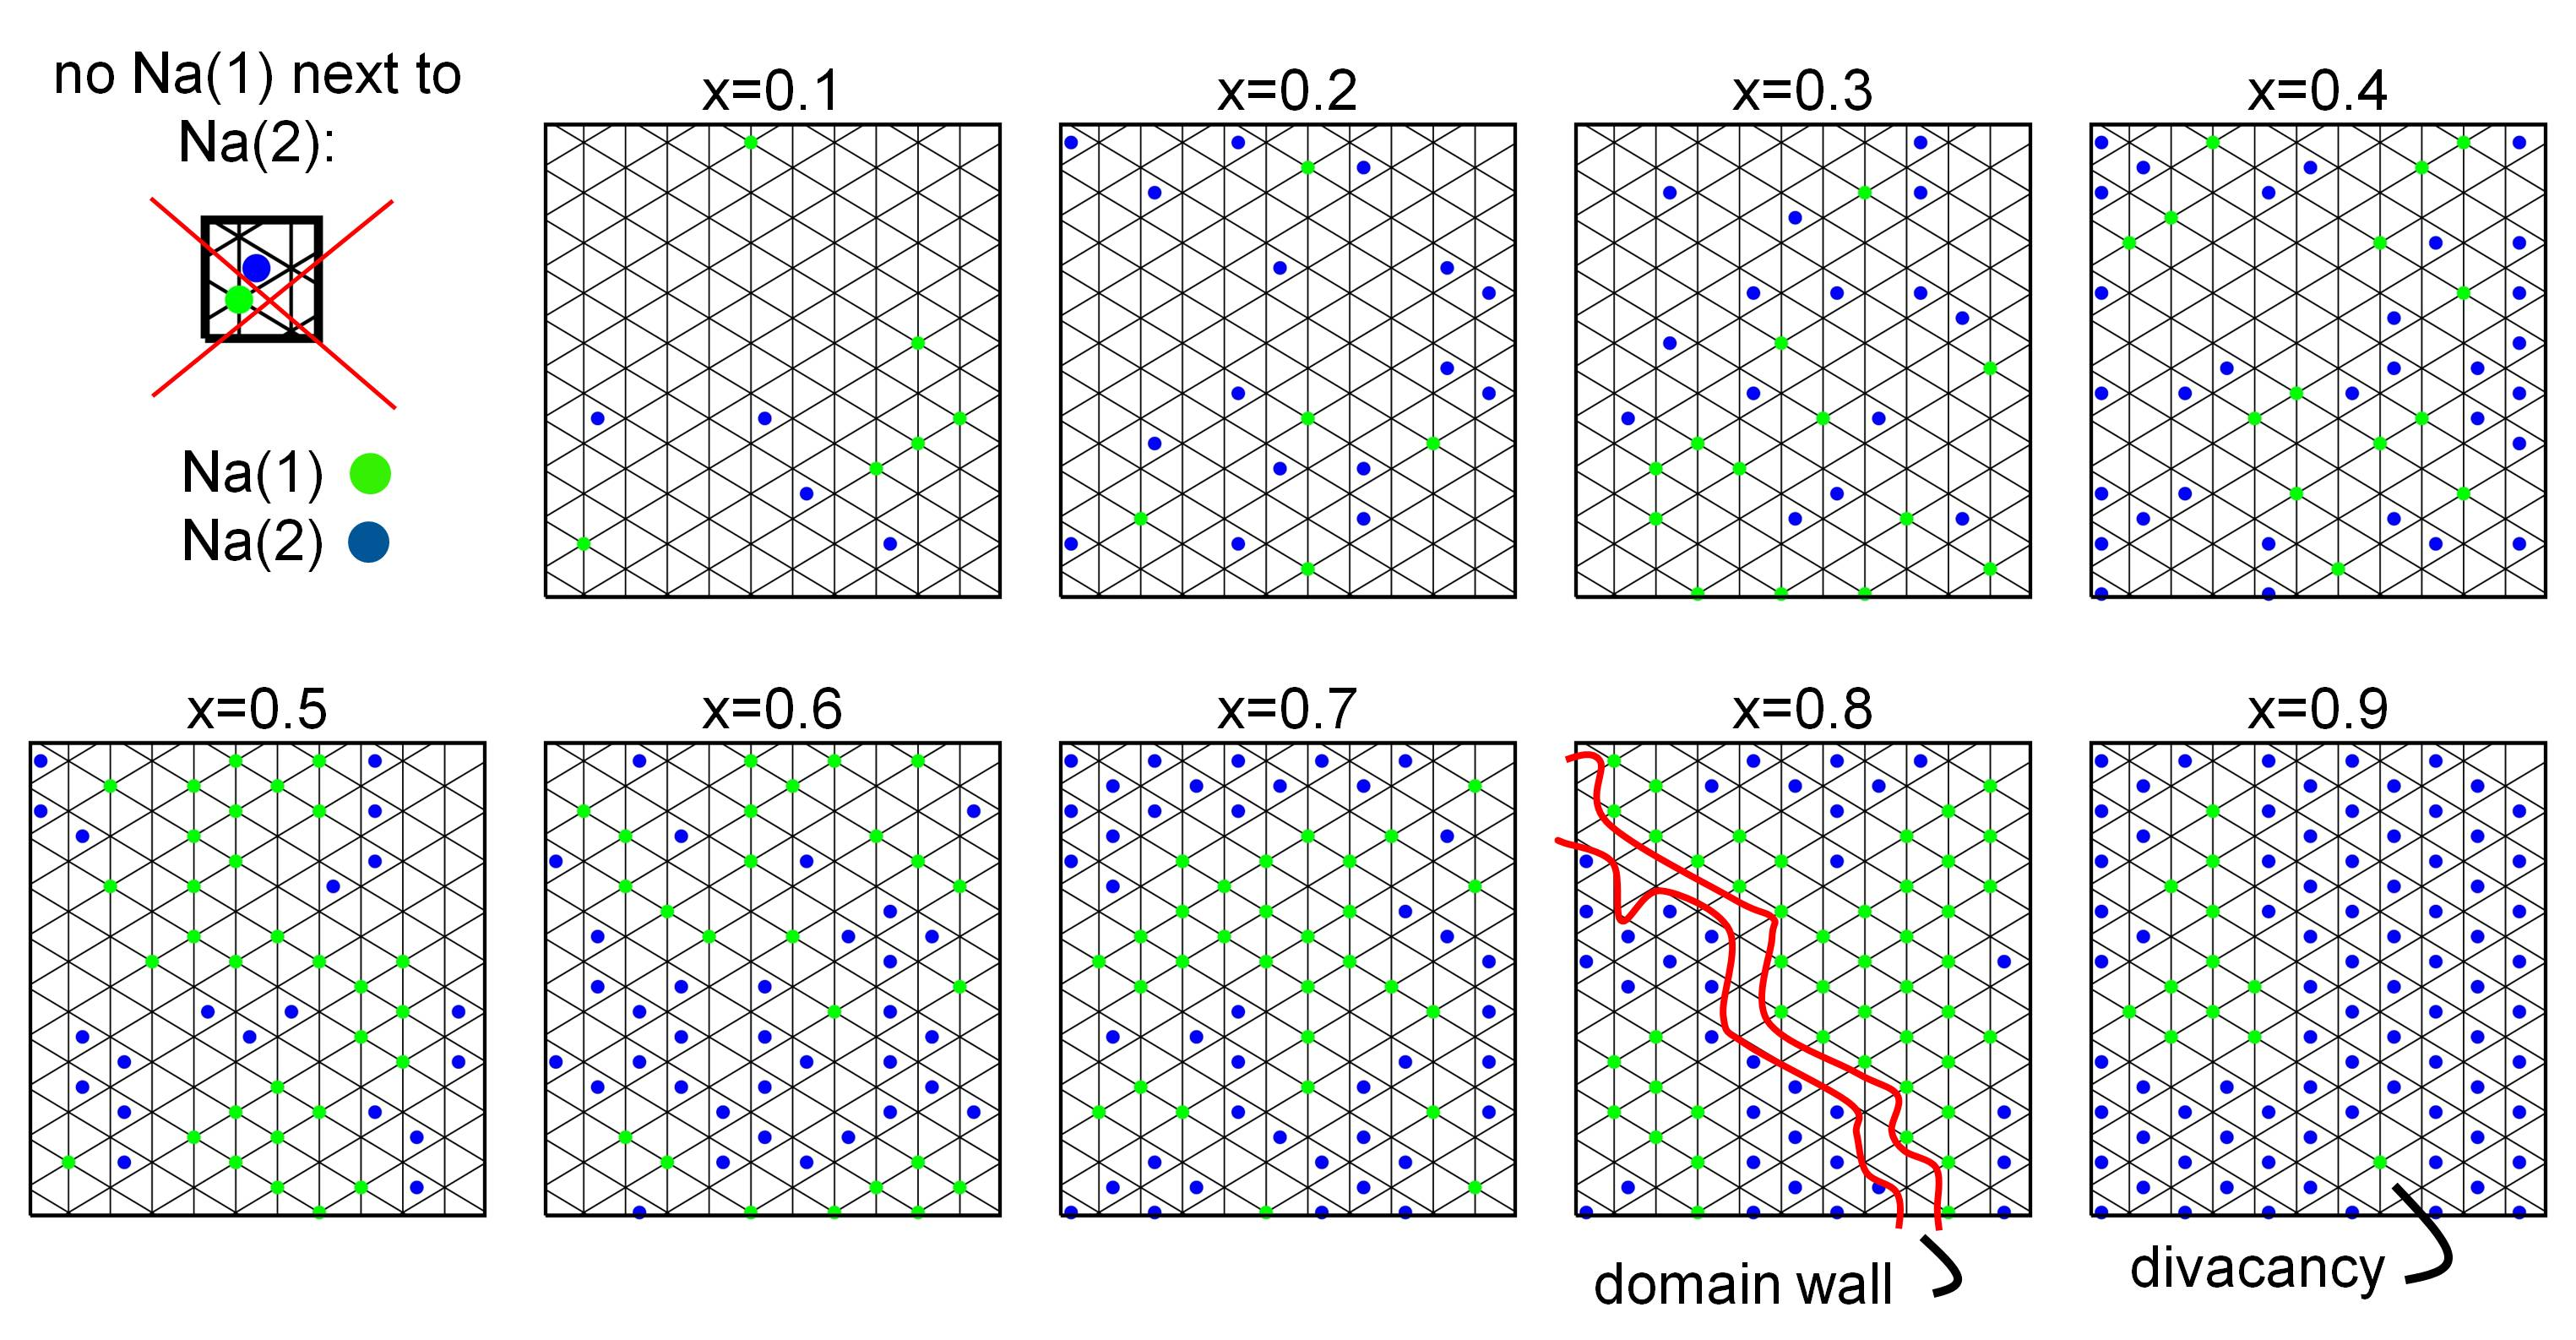 no Na(1) next to
Na(2):
Na(1)
Na(2)
x=0.1
x=0.2
x=0.3
x=0.4
x=0.5
x=0.6
x=0.7
x=0.8
x=0.9
domain wall
divacancy